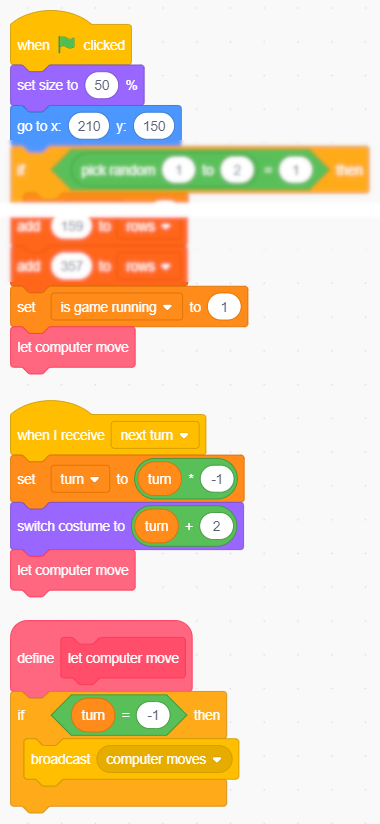 when clicked
set size to 50 %
go to x: 210 y: 150
if pick random 1 to 2 = 1 then
add 159 to rows
add 357 to rows
set is game running to 1
let computer move
when I receive next turn
set turn to turn * -1
switch costume to turn + 2
let computer move
define let computer move
if turn = -1 then
broadcast computer moves